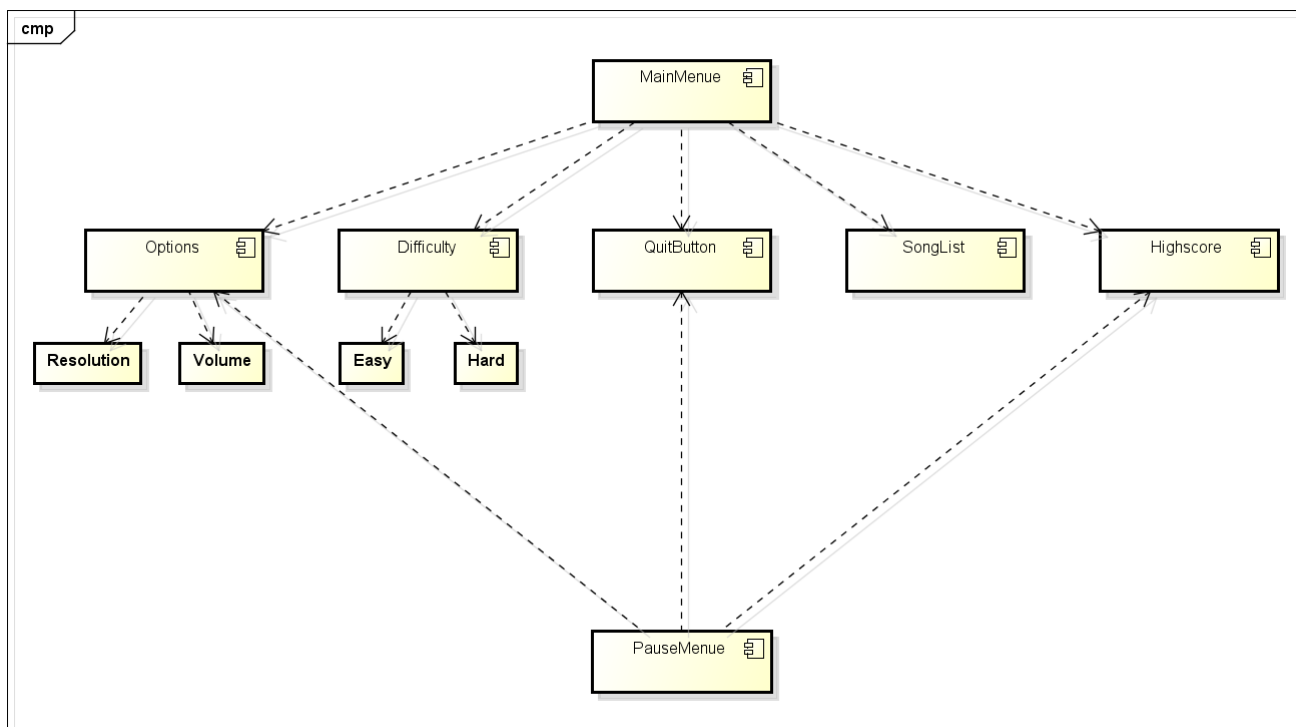 cmp
MainMenue
Options
Difficulty
QuitButton
SongList
Highscore
Resolution
Volume
Easy
Hard
PauseMenue